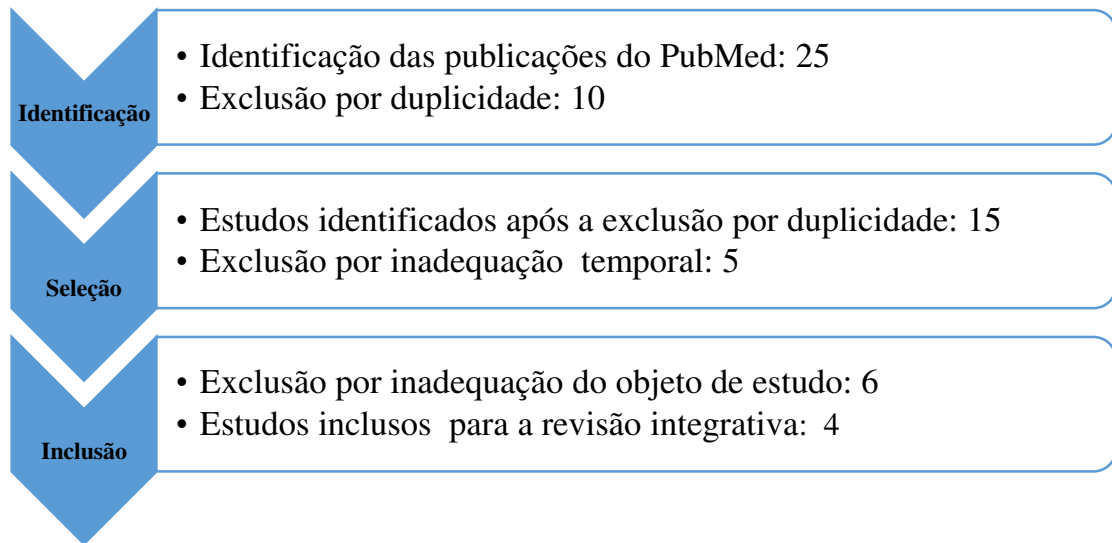 Identificação
• Identificação das publicações do PubMed: 25
• Exclusão por duplicidade: 10
Seleção
• Estudos identificados após a exclusão por duplicidade: 15
• Exclusão por inadequação  temporal: 5
Inclusão
• Exclusão por inadequação do objeto de estudo: 6
• Estudos inclusos  para a revisão integrativa:  4